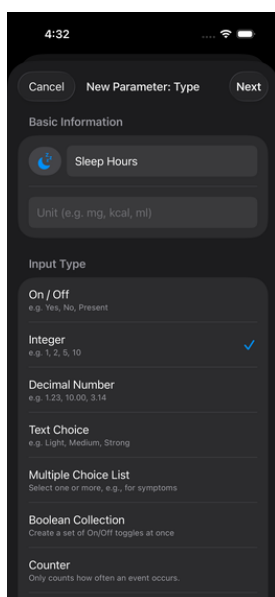 4:32
Cancel
New Parameter: Type
Next
Basic Information
Sleep Hours
Unit (e.g. mg, kcal, ml)
Input Type
On / Off
e.g. Yes, No, Present
Integer
e.g. 1, 2, 5, 10
Decimal Number
e.g. 1.23, 10.00, 3.14
Text Choice
e.g. Light, Medium, Strong
Multiple Choice List
Select one or more, e.g., for symptoms
Boolean Collection
Create a set of On/Off toggles at once
Counter
Only counts how often an event occurs.